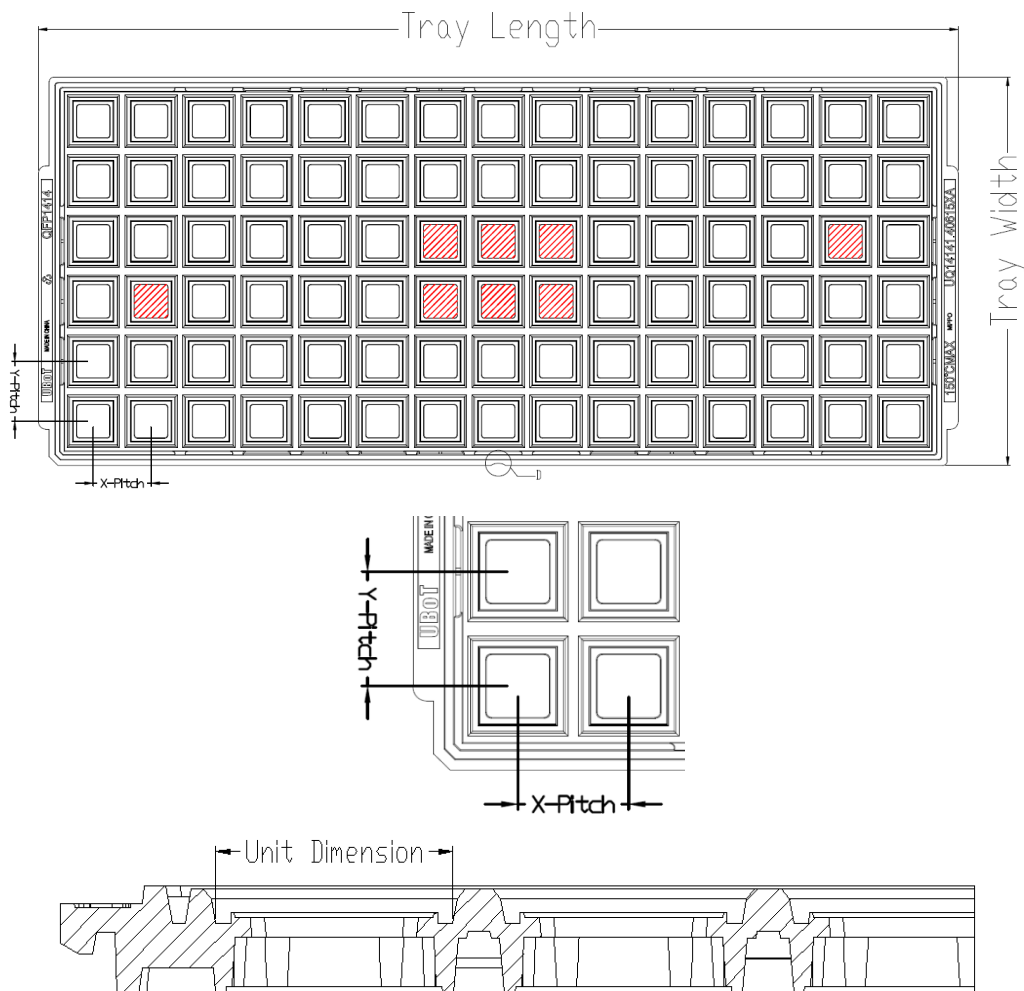 Tray Length
QFP1414
MADE IN CHINA
UBoT
UQ14141.40615XA
MPPO
150°CMAX
Tray Width
Y-Pitch
X-Pitch
D
MADE IN C
UBoT
Y-Pitch
X-Pitch
Unit Dimension